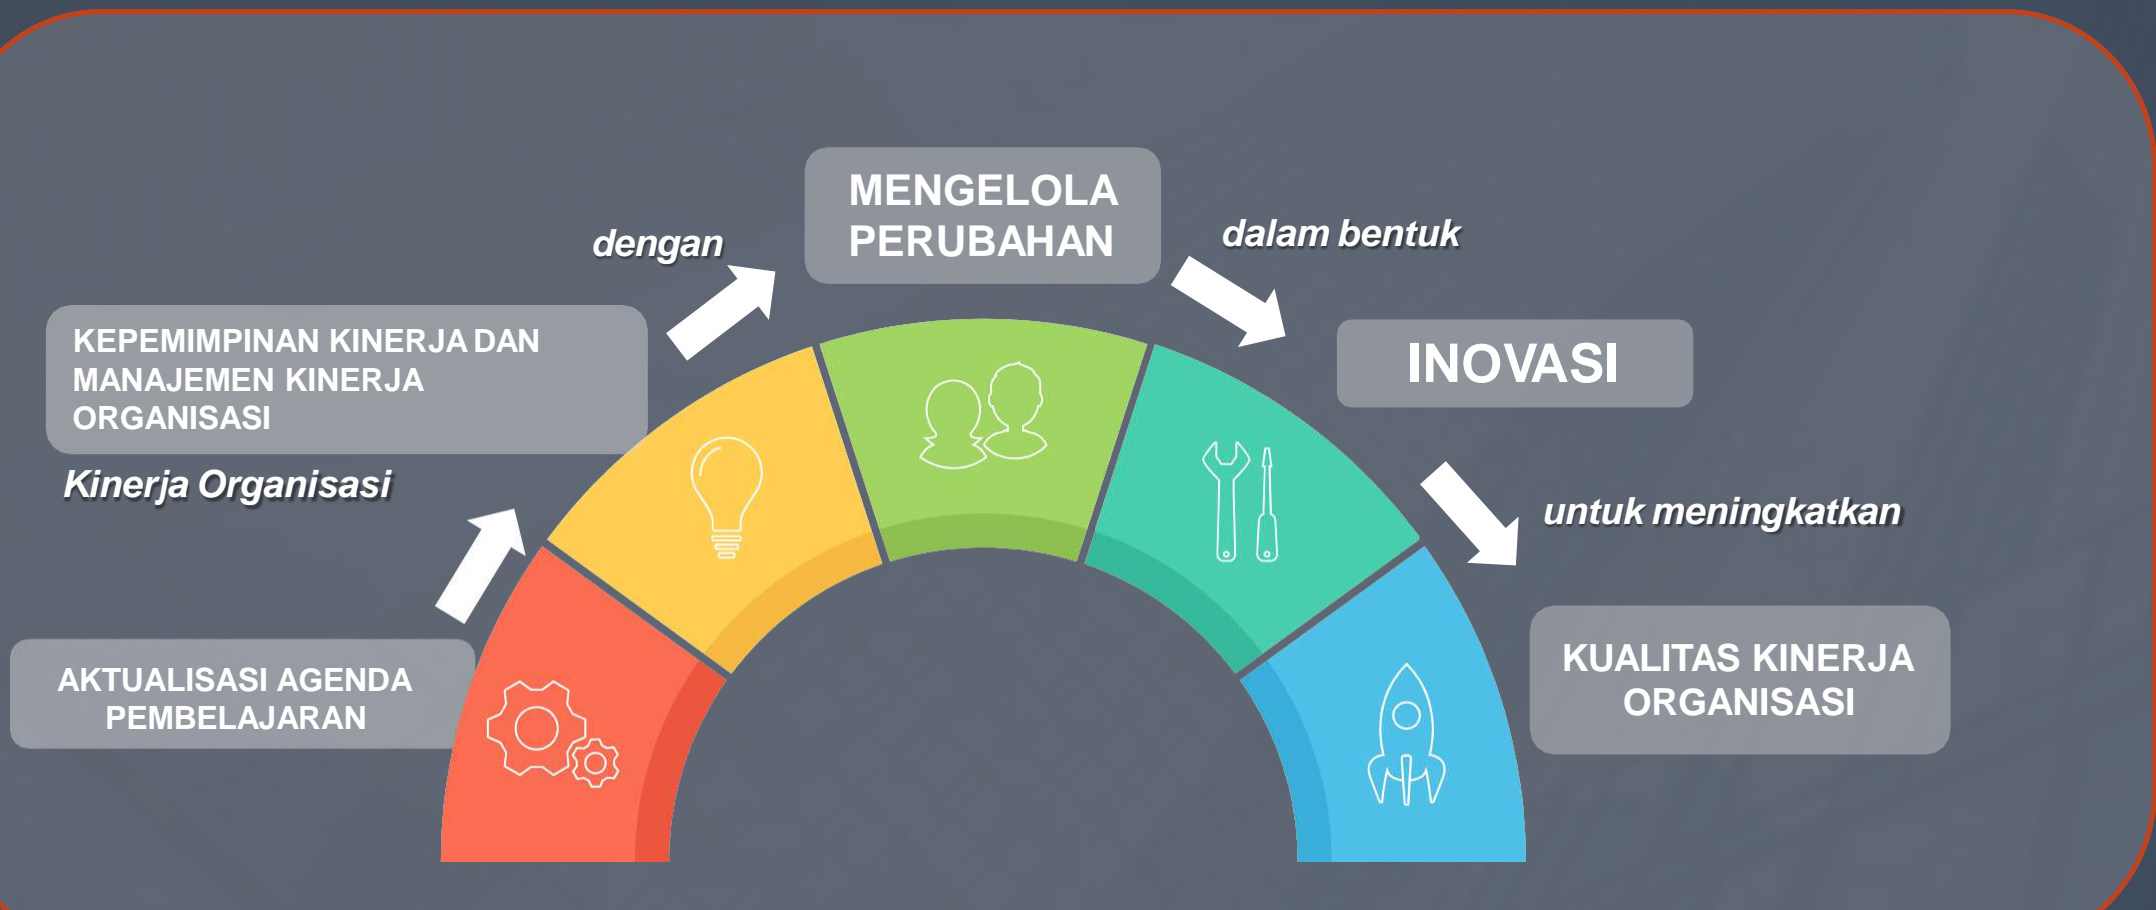 AKTUALISASI AGENDA
PEMBELAJARAN
Kinerja Organisasi
KEPEMIMPINAN KINERJA DAN
MANAJEMEN KINERJA
ORGANISASI
dengan
MENGELOLA
PERUBAHAN
dalam bentuk
INOVASI
untuk meningkatkan
KUALITAS KINERJA
ORGANISASI